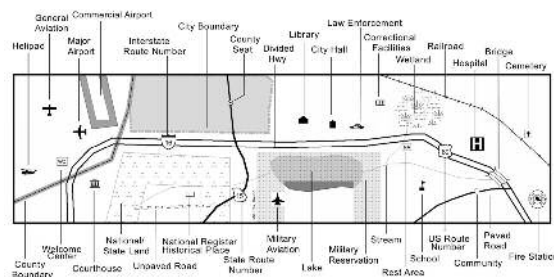 General Aviation
Commercial Airport
Major Airport
Helipad
Interstate Route Number
City Boundary
County Seat
Divided Hwy
Library
City Hall
Law Enforcement
Correctional Facilities
Wetland
Railroad
Hospital
Bridge
Cemetery
H
County Boundary
Welcome Center
Courthouse
National/ State Land
Unpaved Road
National Register Historical Place
State Route Number
Military Aviation
Lake
Military Reservation
Stream
Rest Area
School
US Route Number
Community
Paved Road
Fire Station